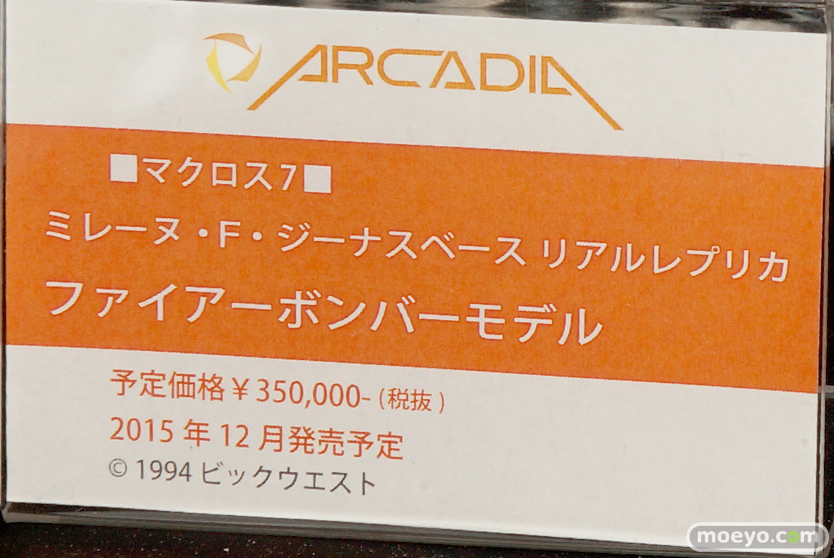 ARCADIA
■マクロス7■
ミレーヌ・F・ジーナスベース リアルレプリカ
ファイアーボンバーモデル
予定価格￥350,000-(税抜)
2015年12月発売予定
©1994 ビックウエスト
moeyo.com